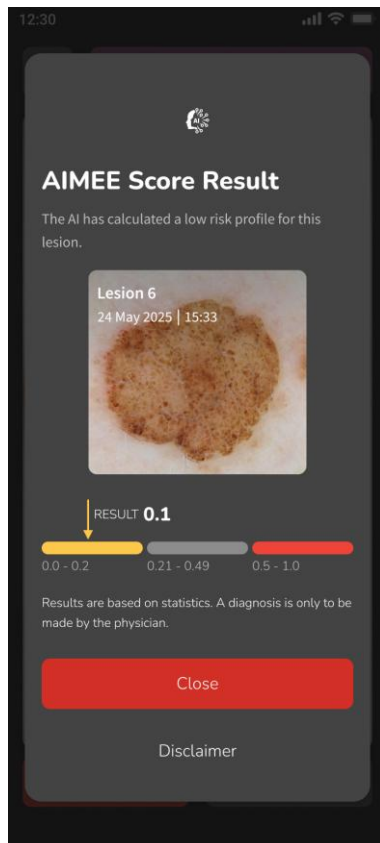 12:30
AI
AIMEE Score Result
The AI has calculated a low risk profile for this
lesion.
Lesion 6
24 May 2025 | 15:33
RESULT 0.1
0.0 - 0.2 0.21 - 0.49 0.5 - 1.0
Results are based on statistics. A diagnosis is only to be
made by the physician.
Close
Disclaimer